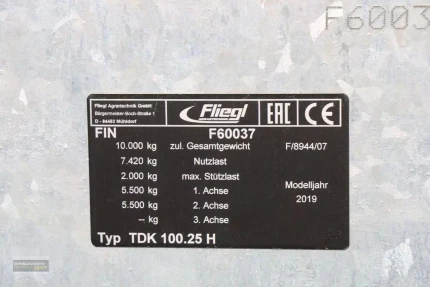 F6003
Fliegl Agrartechnik GmbH
Bürgermeister-Boch-Straße 1
D - 84453 Mühldorf
Fliegl
EAC CE
FIN F60037
10.000 kg zul. Gesamtgewicht F/8944/07
7.420 kg Nutzlast
2.000 kg max. Stützlast
5.500 kg 1. Achse Modelljahr
5.500 kg 2. Achse 2019
-- kg 3. Achse
Typ TDK 100.25 H